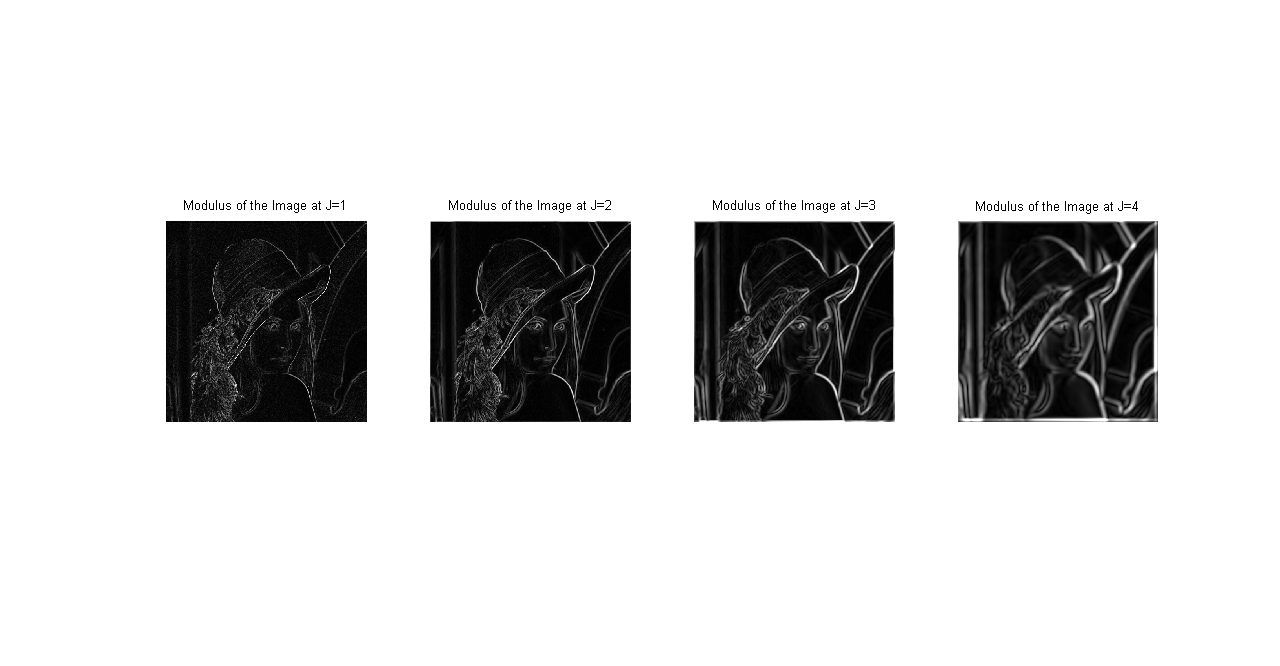 Modulus of the Image at J=1
Modulus of the Image at J=2
Modulus of the Image at J=3
Modulus of the Image at J=4